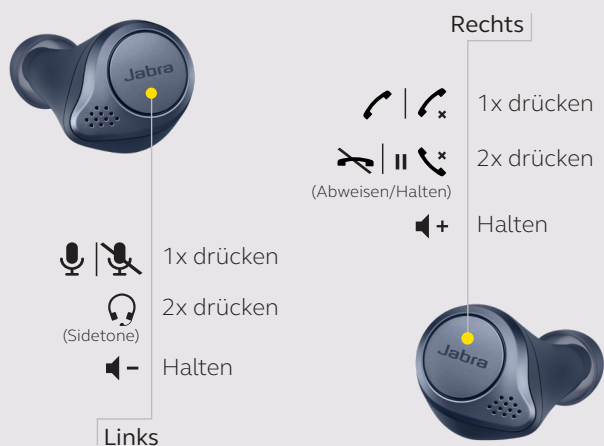 Jabra
1x drücken
2x drücken
(Sidetone)
Halten
Links
Rechts
1x drücken
2x drücken
(Abweisen/Halten)
Halten
Jabra